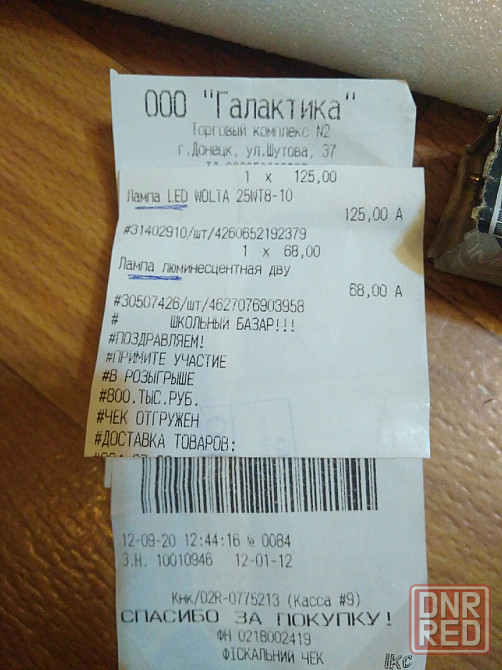 ООО "Галактика"
Торговый комплекс N2
г.Донецк, ул.Шутова, 37
1 x 125,00
Лампа LED WOLTA 25WT8-10
125,00 А
#31402910/шт/4260652192379
1 x 68,00
Лампа люминесцентная дву
68,00 А
#30507426/шт/4627076903958
# ШКОЛЬНЫЙ БАЗАР!!!
#ПОЗДРАВЛЯЕМ!
#ПРИМИТЕ УЧАСТИЕ
#В РОЗЫГРЫШЕ
#800.ТЫС.РУБ.
#ЧЕК ОТГРУЖЕН
#ДОСТАВКА ТОВАРОВ:
12-09-20 12:44:16 № 0084
З.Н. 10010946 12-01-12
Кнк/D2R-0775213 (Касса #9)
СПАСИБО ЗА ПОКУПКУ!
ФН 0218002419
ФІСКАЛЬНИЙ ЧЕК
ІКС
DNR
RED